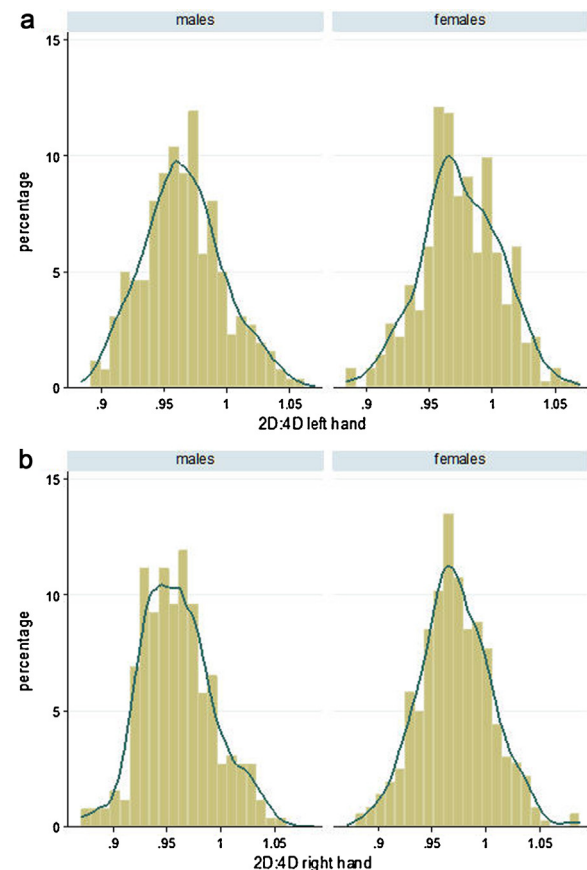 a
males females
15
10
5
0
percentage
.9 .95 1 1.05 .9 .95 1 1.05
2D:4D left hand
b
males females
15
10
5
0
percentage
.9 .95 1 1.05 .9 .95 1 1.05
2D:4D right hand